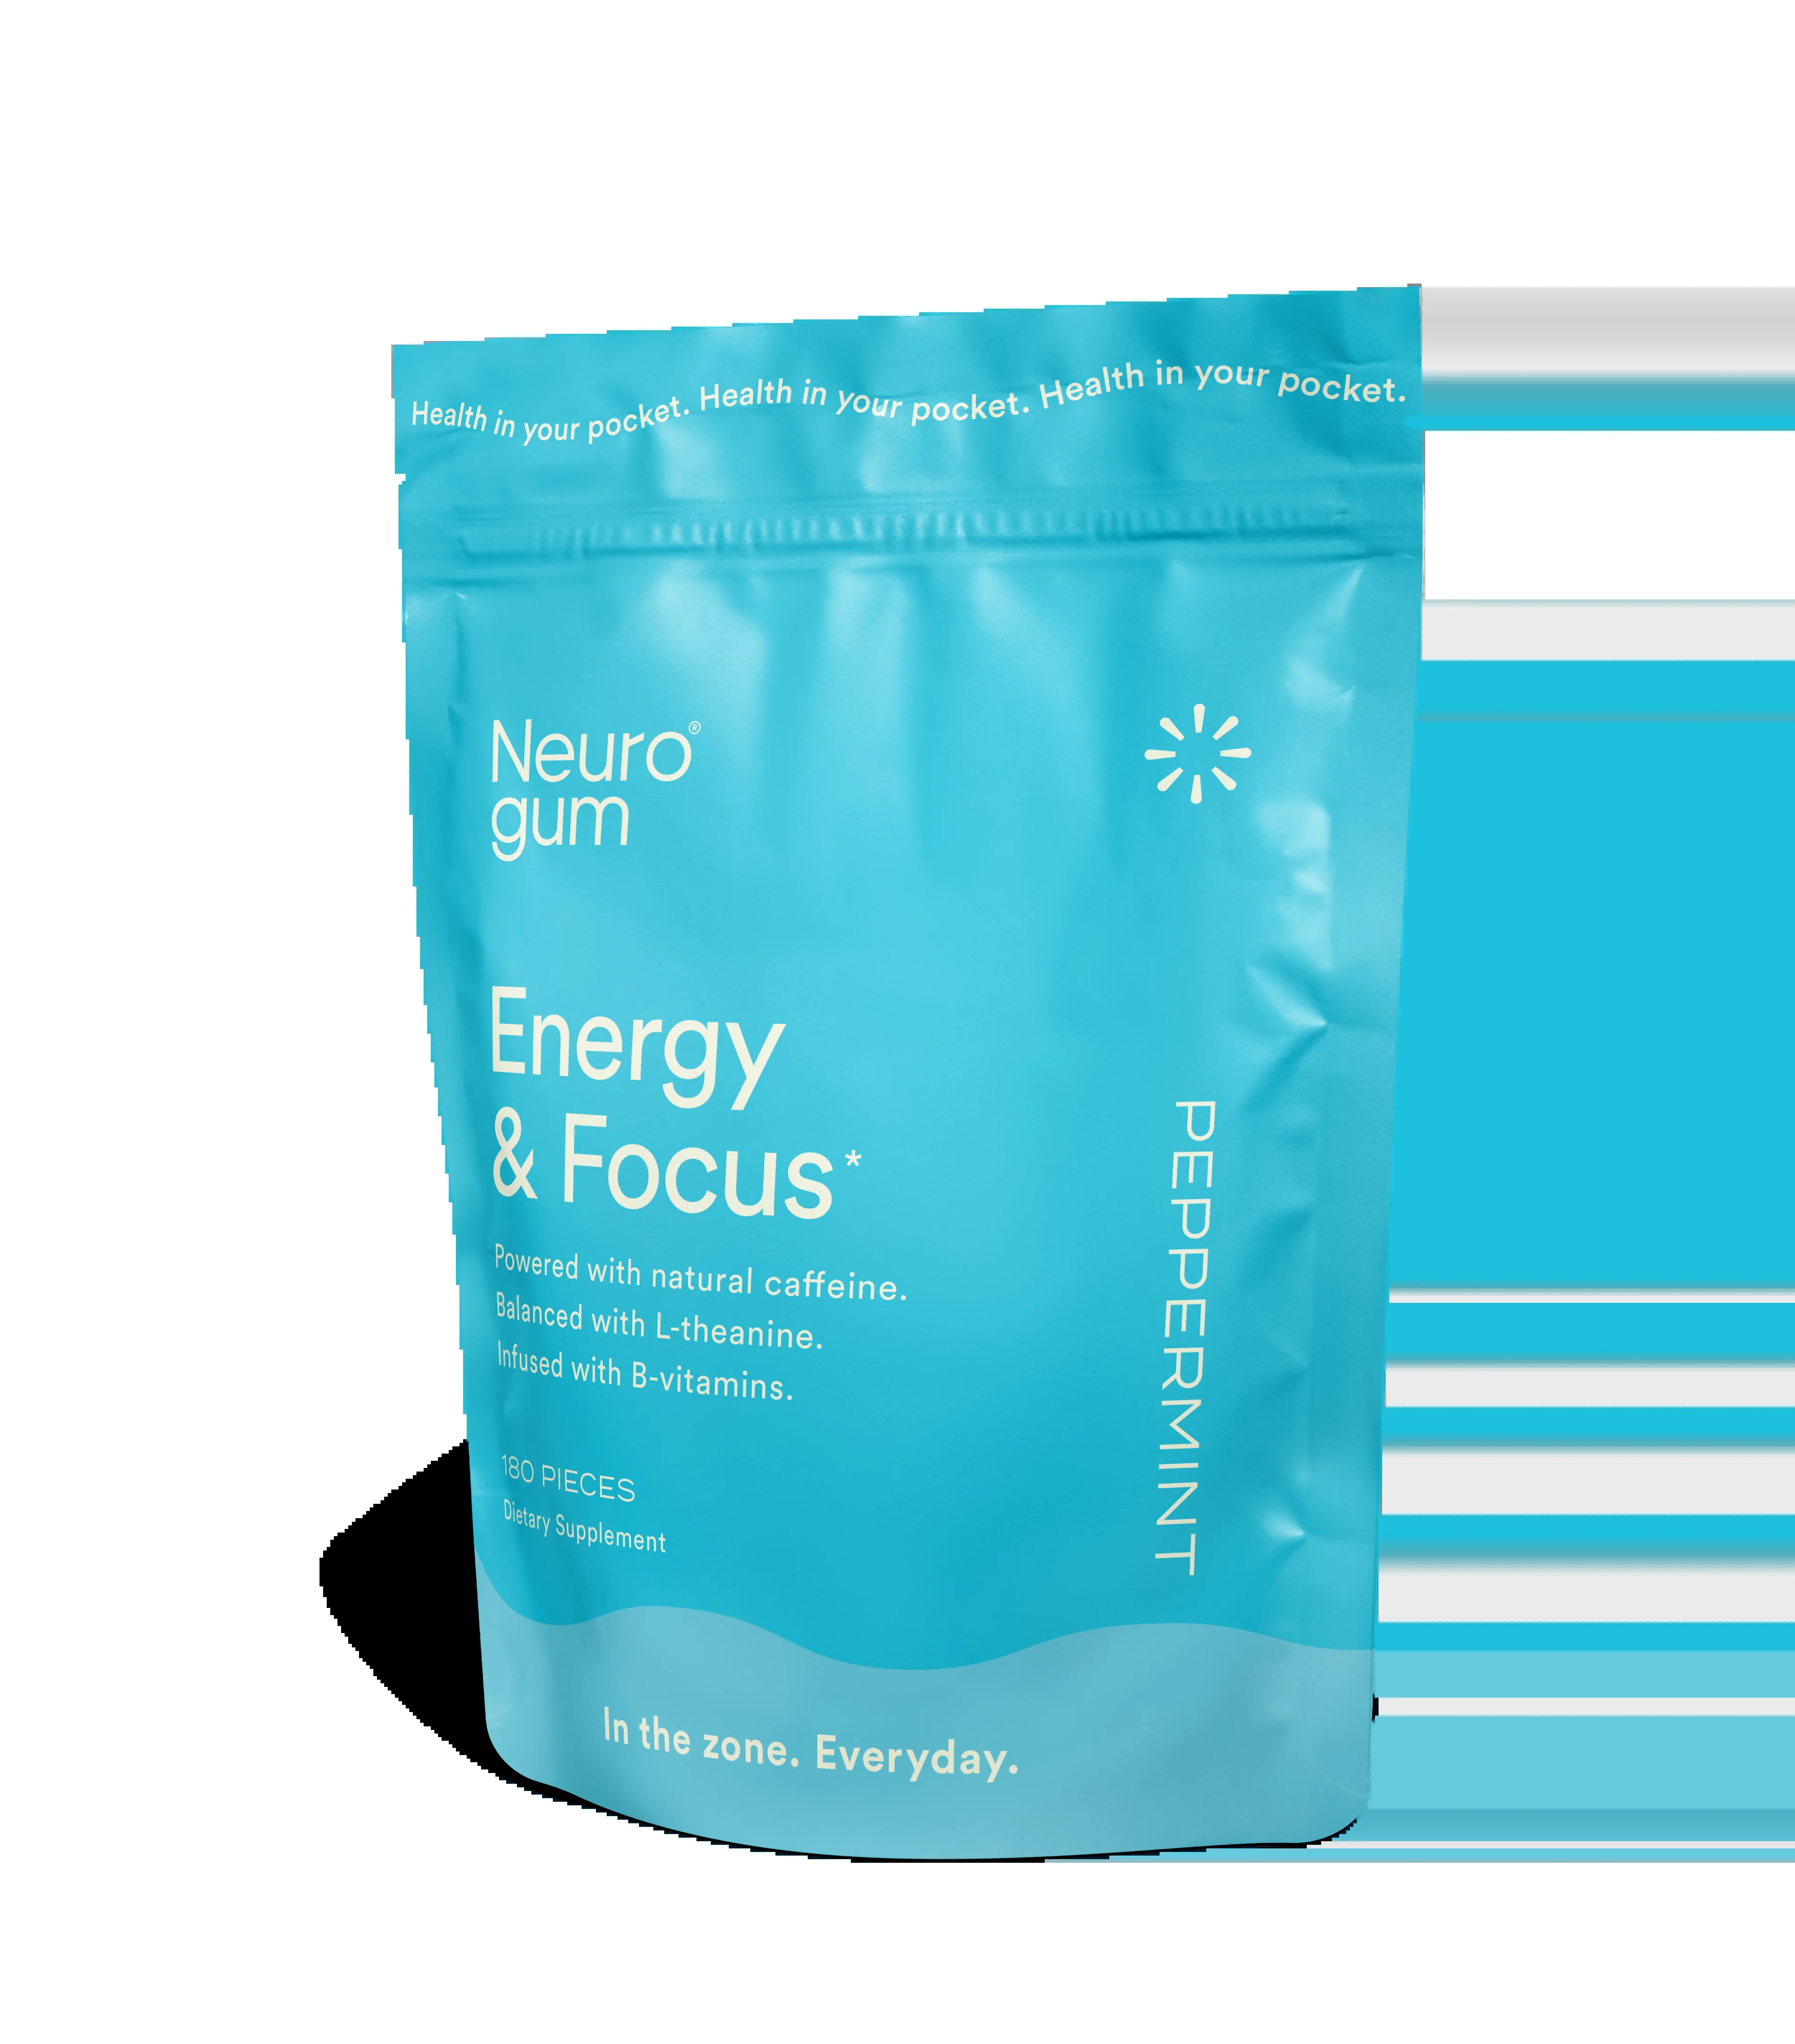 Health in your pocket. Health in your pocket. Health in your pocket.
Neuro®
gum
Energy
& Focus*
Powered with natural caffeine.
Balanced with L-theanine.
Infused with B-vitamins.
180 PIECES
Dietary Supplement
PEPPERMINT
In the zone. Everyday.